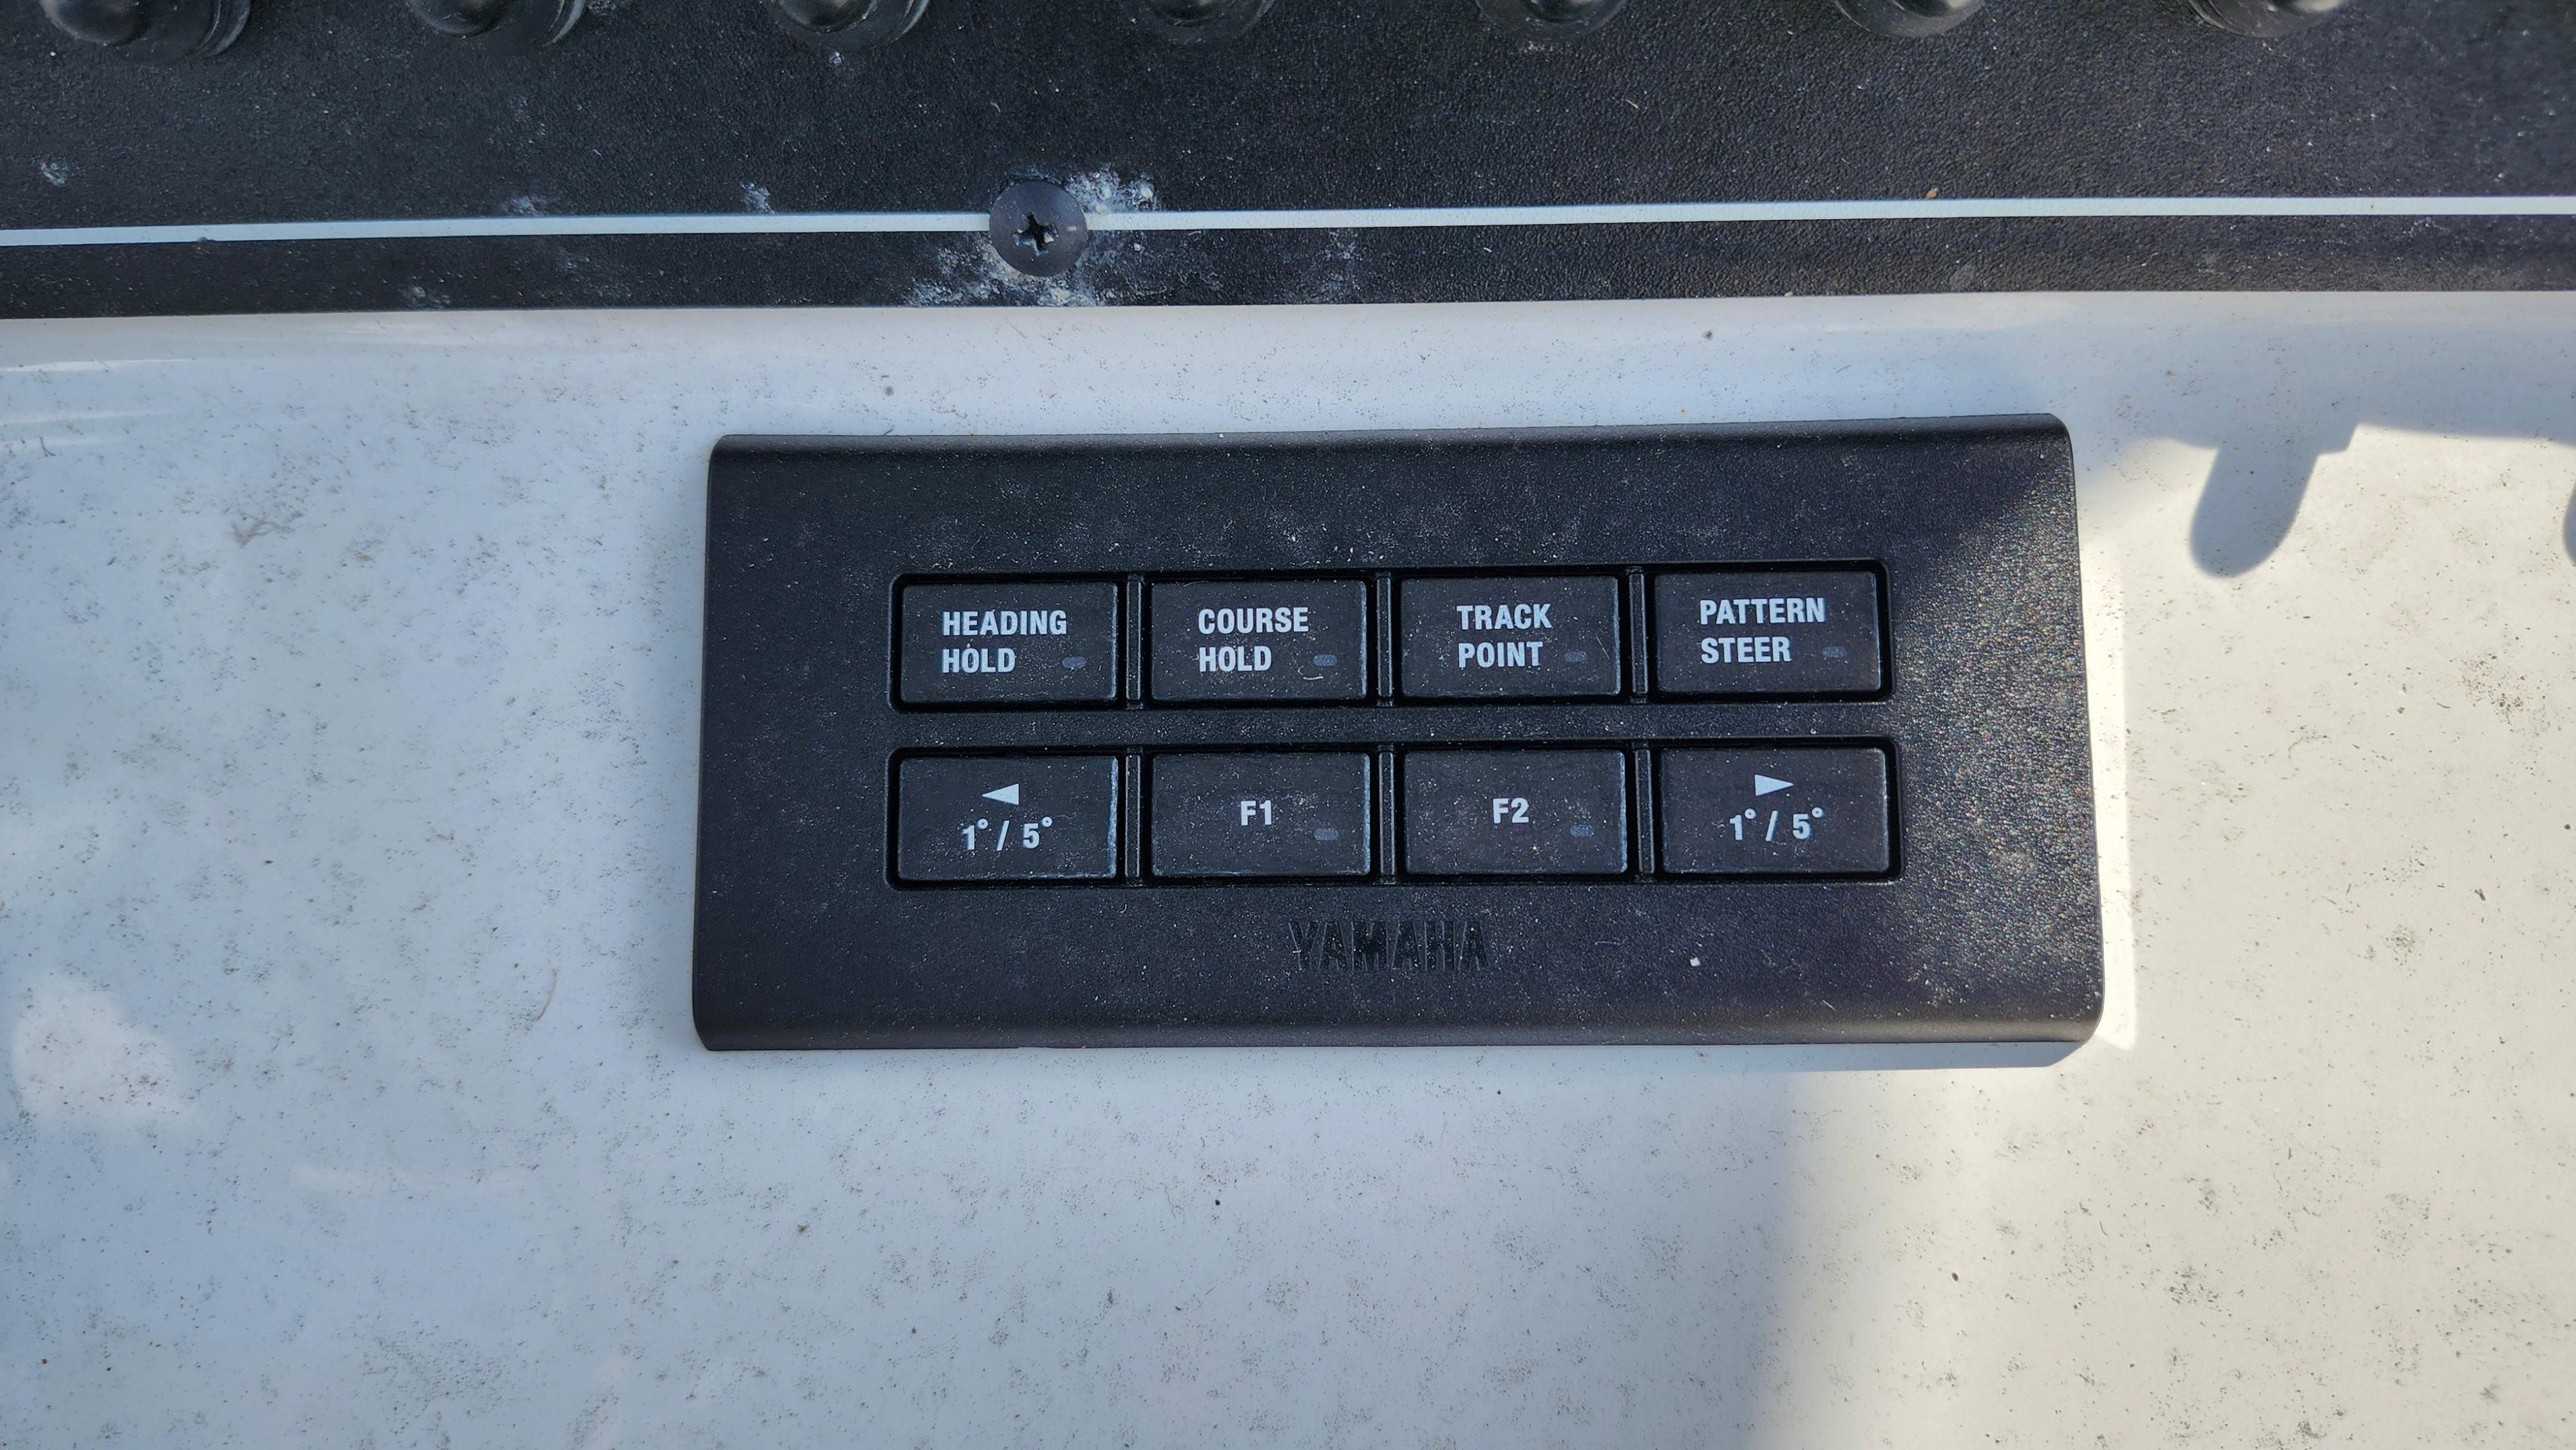 HEADING
HOLD
COURSE
HOLD
TRACK
POINT
PATTERN
STEER
◀
1°/ 5°
F1
F2
▶
1°/ 5°
YAMAHA